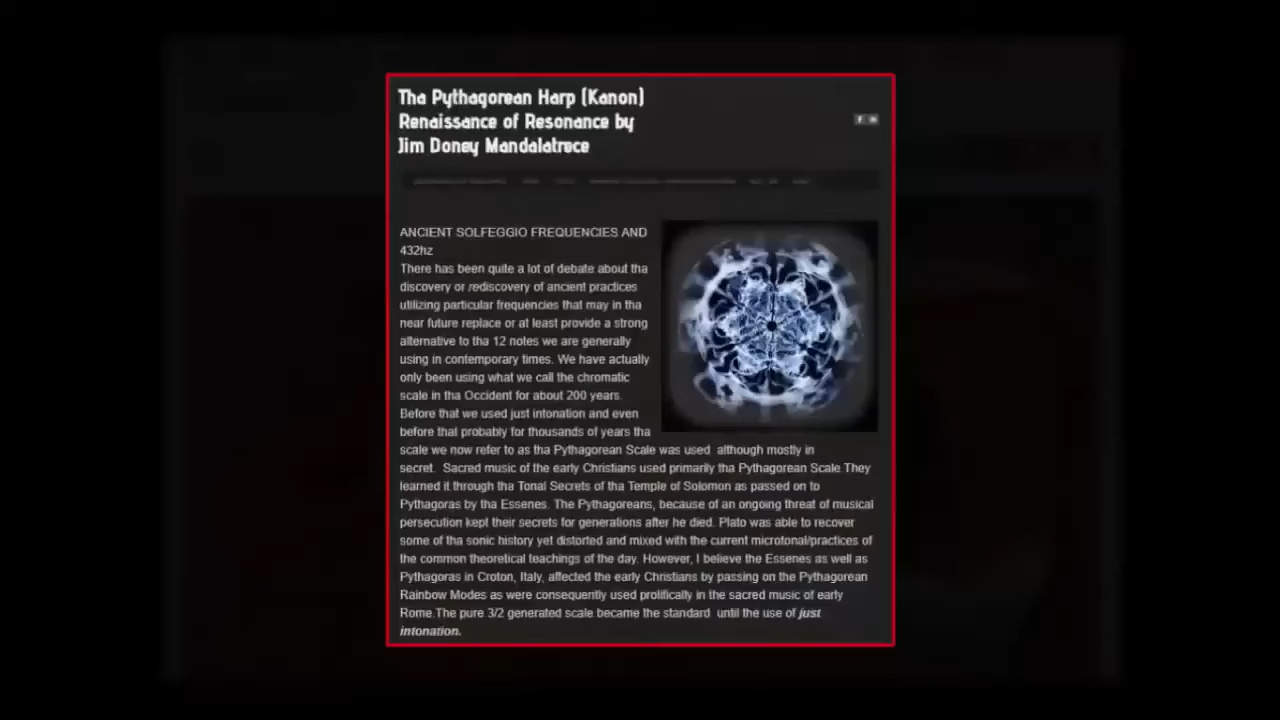 Tha Pythagorean Harp (Kanon)
Renaissance of Resonance by
Jim Doney Mandalatrece
ANCIENT SOLFEGGIO FREQUENCIES AND
432hz
There has been quite a lot of debate about tha
discovery or rediscovery of ancient practices
utilizing particular frequencies that may in tha
near future replace or at least provide a strong
alternative to tha 12 notes we are generally
using in contemporary times. We have actually
only been using what we call the chromatic
scale in tha Occident for about 200 years.
Before that we used just intonation and even
before that probably for thousands of years tha
scale we now refer to as tha Pythagorean Scale was used although mostly in
secret. Sacred music of the early Christians used primarily tha Pythagorean Scale.They
learned it through tha Tonal Secrets of tha Temple of Solomon as passed on to
Pythagoras by tha Essenes. The Pythagoreans, because of an ongoing threat of musical
persecution kept their secrets for generations after he died. Plato was able to recover
some of tha sonic history yet distorted and mixed with the current microtonal/practices of
the common theoretical teachings of the day. However, I believe the Essenes as well as
Pythagoras in Croton, Italy, affected the early Christians by passing on the Pythagorean
Rainbow Modes as were consequently used prolifically in the sacred music of early
Rome.The pure 3/2 generated scale became the standard until the use of just
intonation.